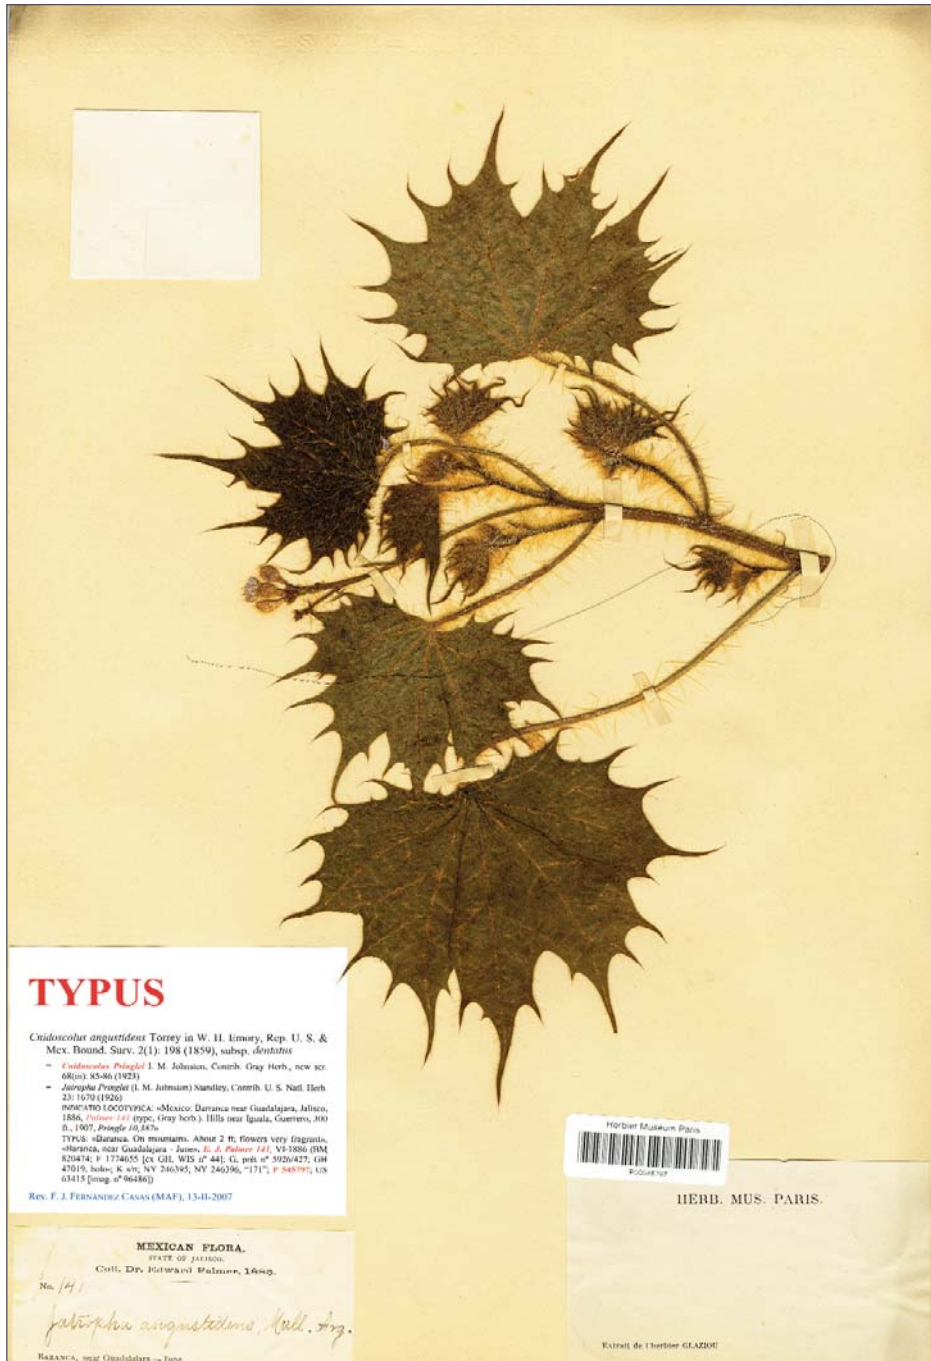 TYPUS
Cnidoscolus angustidens Torrey in W. H. Emory, Rep. U. S. &
Mex. Bound. Surv. 2(1): 198 (1859), subsp. dentatus
= Cnidoscolus Pringlei I. M. Johnston, Contrib. Gray Herb., new ser.
68(iii): 85-86 (1923)
= Jatropha Pringlei (I. M. Johnston) Standley, Contrib. U. S. Natl. Herb.
23: 1670 (1926)
INDICATIO LOCOTYPICA: «Mexico: Barranca near Guadalajara, Jalisco,
1886, Palmer 141 (type, Gray herb.). Hills near Iguala, Guerrero, 300
ft., 1907, Pringle 10,387»
TYPUS: «Baranca. On mountains. About 2 ft; flowers very fragrant»,
«Baranca, near Guadalajara - June», E. J. Palmer 141, VI-1886 (BM
820474; F 1774655 [ex GH, WIS nº 44]; G, prêt nº 5926/427; GH
47019, holo-; K s/n; NY 246395; NY 246396, "171"; P 545797; US
63415 [imag. nº 96486])
Rev. F. J. FERNÁNDEZ CASAS (MAF), 13-II-2007
Herbier Muséum Paris
HERB. MUS. PARIS.
MEXICAN FLORA.
STATE OF JALISCO.
Coll. Dr. Edward Palmer, 1886.
No. 141
Jatropha angustidens, Mull. Arg.
BARANCA, near Guadalajara — June.
Extrait de l'herbier GLAZIOU